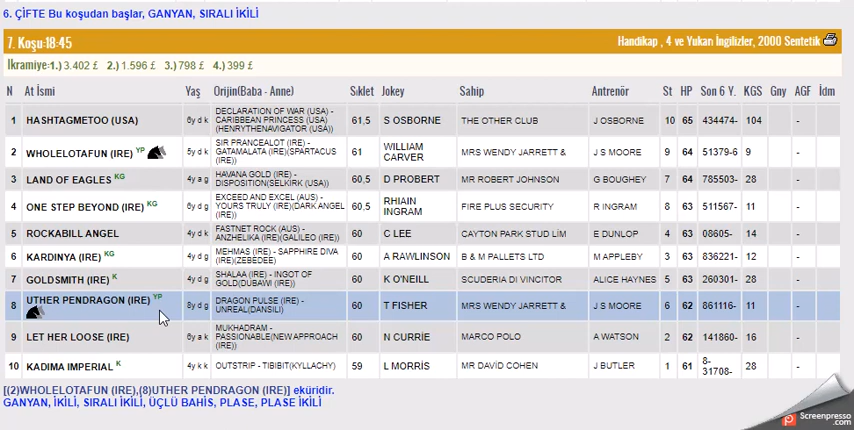 6. ÇİFTE Bu koşudan başlar, GANYAN, SIRALI İKİLİ
7. Koşu:18:45 Handikap , 4 ve Yukarı İngilizler, 2000 Sentetik
İkramiye:1.) 3.402 £ 2.) 1.596 £ 3.) 798 £ 4.) 399 £
N At İsmi Yaş Orijin(Baba - Anne) Sıklet Jokey Sahip Antrenör St HP Son 6 Y. KGS Gny AGF İdm
1 HASHTAGMETOO (USA) 6y d k DECLARATION OF WAR (USA) - CARIBBEAN PRINCESS (USA) (HENRYTHENAVIGATOR (USA)) 61,5 S OSBORNE THE OTHER CLUB J OSBORNE 10 65 434474- 104 -
2 WHOLELOTAFUN (IRE) YP 5y d k SIR PRANCELOT (IRE) - GATAMALATA (IRE)(SPARTACUS (IRE)) 61 WILLIAM CARVER MRS WENDY JARRETT & J S MOORE 9 64 51379-6 9 -
3 LAND OF EAGLES KG 4y a g HAVANA GOLD (IRE) - DISPOSITION(SELKIRK (USA)) 60,5 D PROBERT MR ROBERT JOHNSON G BOUGHEY 7 64 785503- 28 -
4 ONE STEP BEYOND (IRE) KG 6y d g EXCEED AND EXCEL (AUS) - YOURS TRULY (IRE)(DARK ANGEL (IRE)) 60,5 RHIAIN INGRAM FIRE PLUS SECURITY R INGRAM 8 63 511567- 11 -
5 ROCKABILL ANGEL 4y d k FASTNET ROCK (AUS) - ANZHELIKA (IRE)(GALILEO (IRE)) 60 C LEE CAYTON PARK STUD LİM E DUNLOP 4 63 08605- 14 -
6 KARDINYA (IRE) KG 4y d g MEHMAS (IRE) - SAPPHIRE DIVA (IRE)(ZEBEDEE) 60 A RAWLINSON B & M PALLETS LTD M APPLEBY 3 63 836221- 12 -
7 GOLDSMITH (IRE) K 4y d g SHALAA (IRE) - INGOT OF GOLD(DUBAWI (IRE)) 60 K O'NEILL SCUDERIA DI VINCITOR ALICE HAYNES 5 63 260301- 28 -
8 UTHER PENDRAGON (IRE) YP 8y d g DRAGON PULSE (IRE) - UNREAL(DANSILI) 60 T FISHER MRS WENDY JARRETT & J S MOORE 6 62 861116- 11 -
9 LET HER LOOSE (IRE) 6y a k MUKHADRAM - PASSIONABLE(NEW APPROACH (IRE)) 60 N CURRİE MARCO POLO A WATSON 2 62 141860- 16 -
10 KADIMA IMPERIAL K 4y k k OUTSTRIP - TIBIBIT(KYLLACHY) 59 L MORRİS MR DAVİD COHEN J BUTLER 1 61 8-31708- 28 -
[(2)WHOLELOTAFUN (IRE),(8)UTHER PENDRAGON (IRE)] eküridir.
GANYAN, İKİLİ, SIRALI İKİLİ, ÜÇLÜ BAHİS, PLASE, PLASE İKİLİ
Screenpresso.com